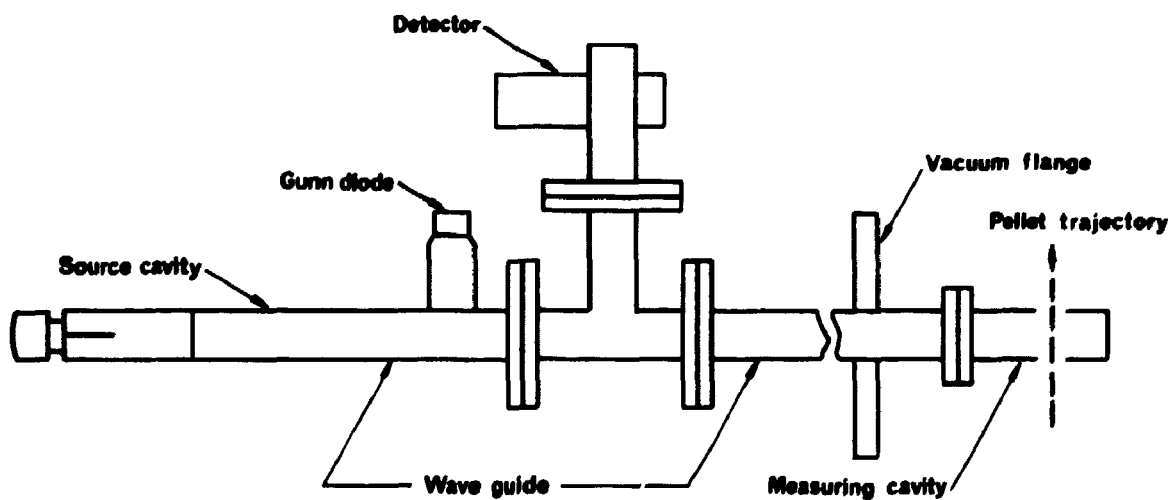 Detector
Gunn diode
Vacuum flange
Pellet trajectory
Source cavity
Wave guide
Measuring cavity